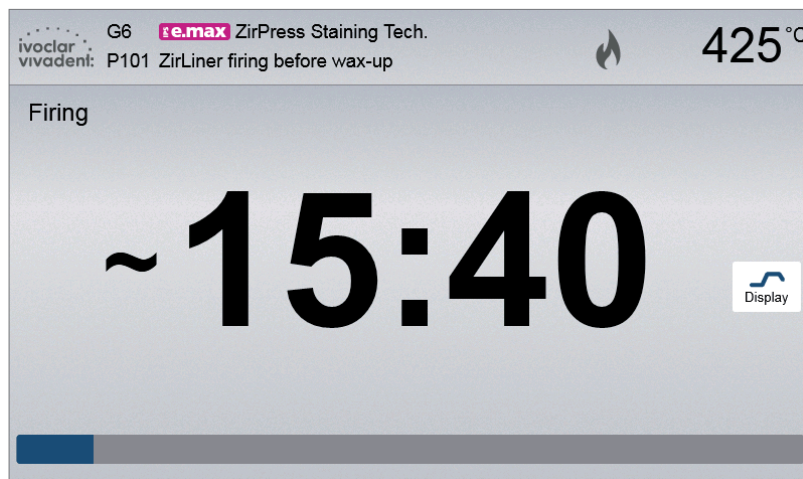 ivoclar
vivadent:
G6 e.max ZirPress Staining Tech.
P101 ZirLiner firing before wax-up
425°C
Firing
~15:40
Display